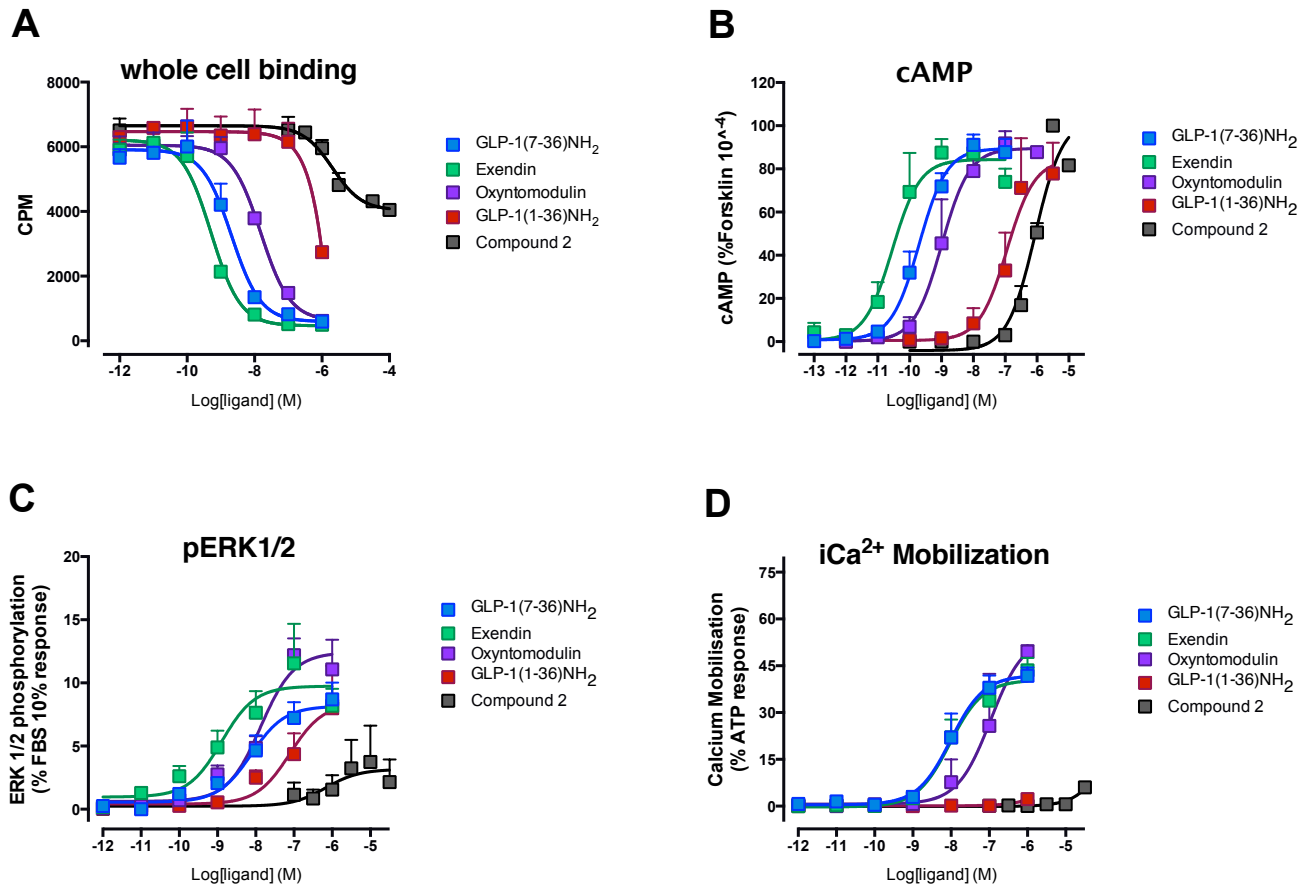 A
whole cell binding
CPM
8000
6000
4000
2000
0
-12
-10
-8
-6
-4
Log[ligand] (M)
GLP-1(7-36)NH2
Exendin
Oxyntomodulin
GLP-1(1-36)NH2
Compound 2
B
cAMP
cAMP (%Forsklin 10^-4)
120
100
80
60
40
20
0
-13
-12
-11
-10
-9
-8
-7
-6
-5
Log[ligand] (M)
GLP-1(7-36)NH2
Exendin
Oxyntomodulin
GLP-1(1-36)NH2
Compound 2
C
pERK1/2
ERK 1/2 phosphorylation
(% FBS 10% response)
20
15
10
5
0
-12
-11
-10
-9
-8
-7
-6
-5
Log[ligand] (M)
GLP-1(7-36)NH2
Exendin
Oxyntomodulin
GLP-1(1-36)NH2
Compound 2
D
iCa2+ Mobilization
Calcium Mobilisation
(% ATP response)
75
60
45
30
15
0
-12
-11
-10
-9
-8
-7
-6
-5
Log[ligand] (M)
GLP-1(7-36)NH2
Exendin
Oxyntomodulin
GLP-1(1-36)NH2
Compound 2